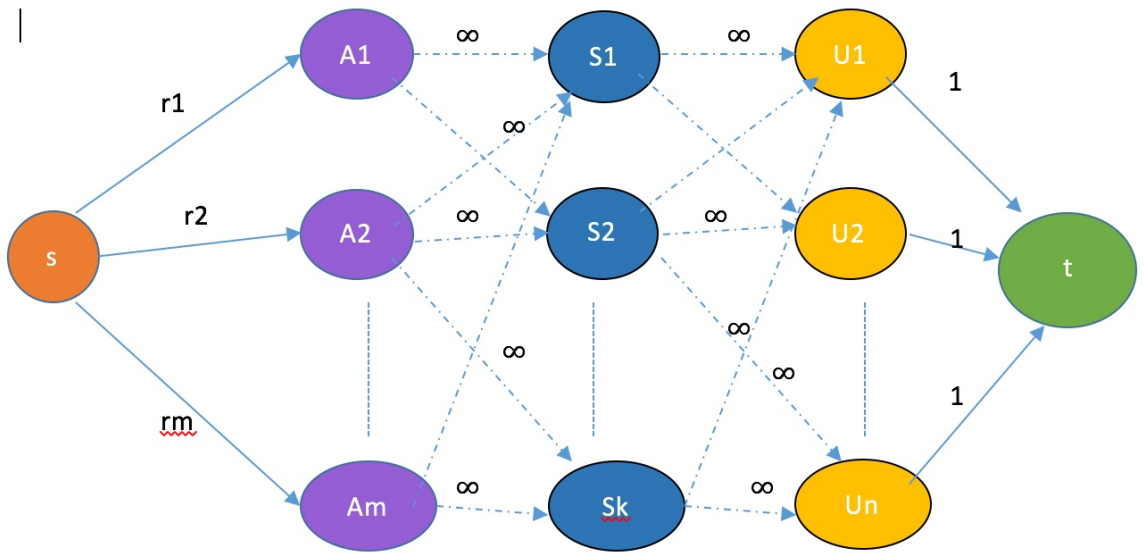 A1 ∞ S1 ∞ U1
r1 1
∞
r2 ∞ ∞
s A2 S2 U2 1 t
∞ ∞
∞
rm 1
∞ ∞
Am Sk Un